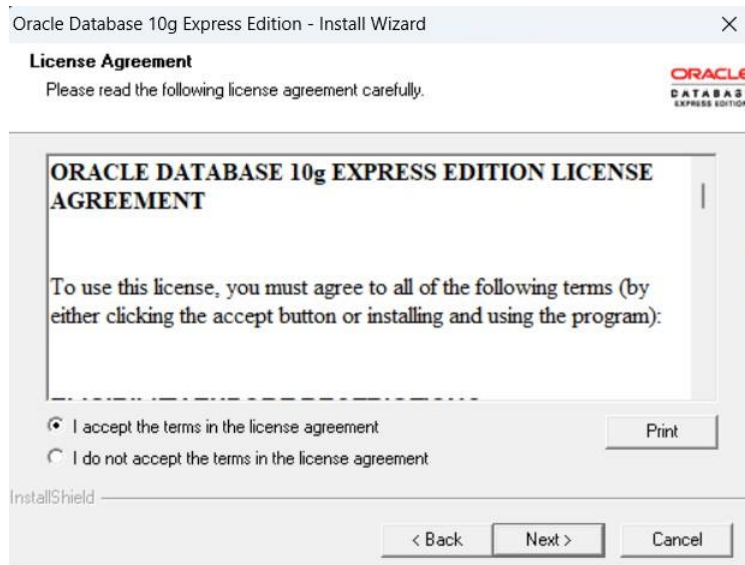 Oracle Database 10g Express Edition - Install Wizard
License Agreement
Please read the following license agreement carefully.
ORACLE
DATABAS
EXPRESS EDITION
ORACLE DATABASE 10g EXPRESS EDITION LICENSE
AGREEMENT
To use this license, you must agree to all of the following terms (by
either clicking the accept button or installing and using the program):
I accept the terms in the license agreement
Print
I do not accept the terms in the license agreement
InstallShield
< Back
Next >
Cancel